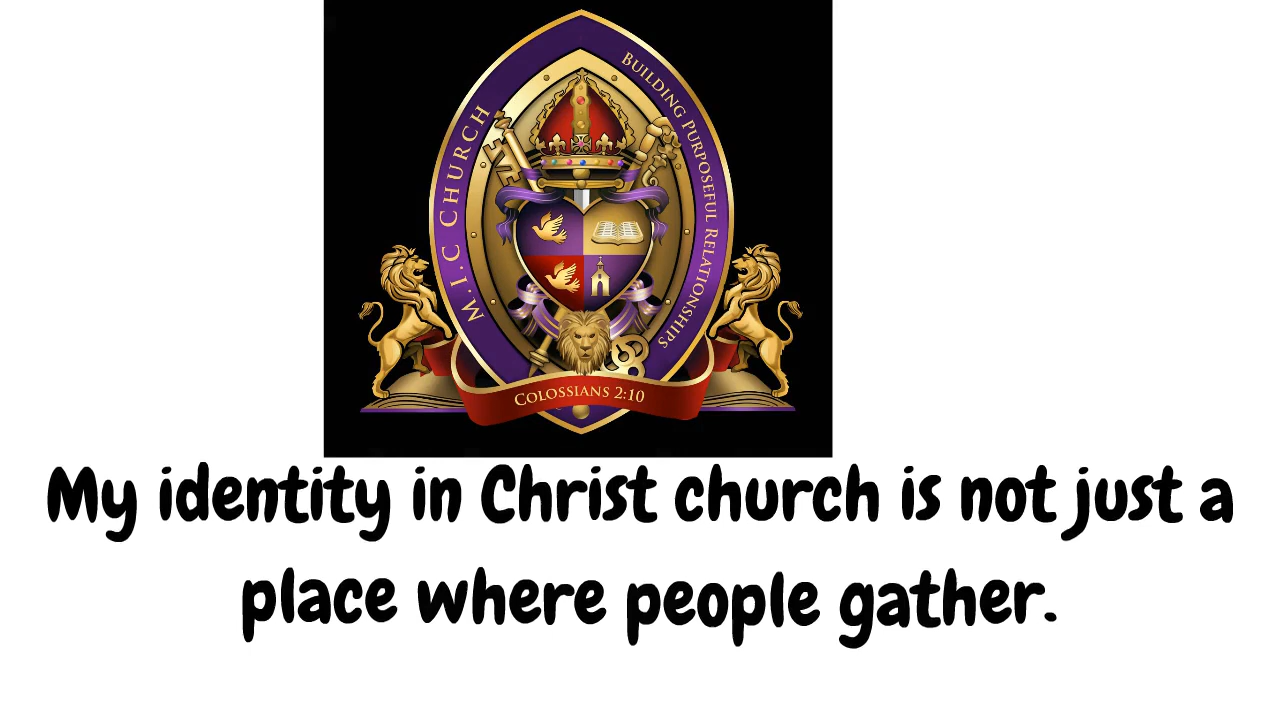 M.I.C CHURCH
BUILDING PURPOSEFUL RELATIONSHIPS
COLOSSIANS 2:10
My identity in Christ church is not just a
place where people gather.